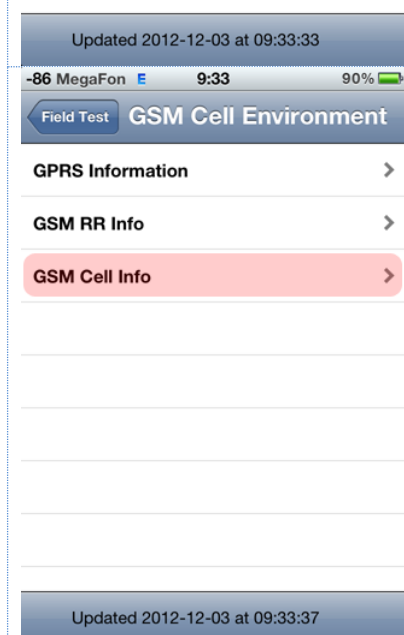 Updated 2012-12-03 at 09:33:33
-86 MegaFon E 9:33 90%
Field Test GSM Cell Environment
GPRS Information
GSM RR Info
GSM Cell Info
Updated 2012-12-03 at 09:33:37